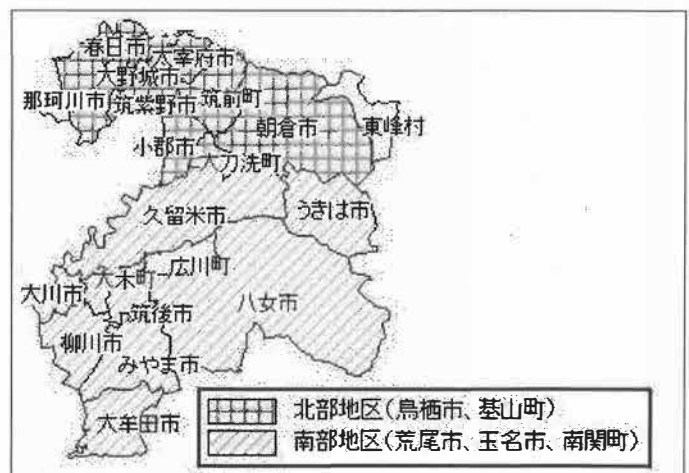 春日市
太宰府市
大野城市
那珂川市
筑紫野市
筑前町
朝倉市
東峰村
小郡市
大刀洗町
久留米市
うきは市
広川町
大木町
大川市
八女市
筑後市
柳川市
みやま市
大牟田市
北部地区(鳥栖市、基山町)
南部地区(荒尾市、玉名市、南関町)